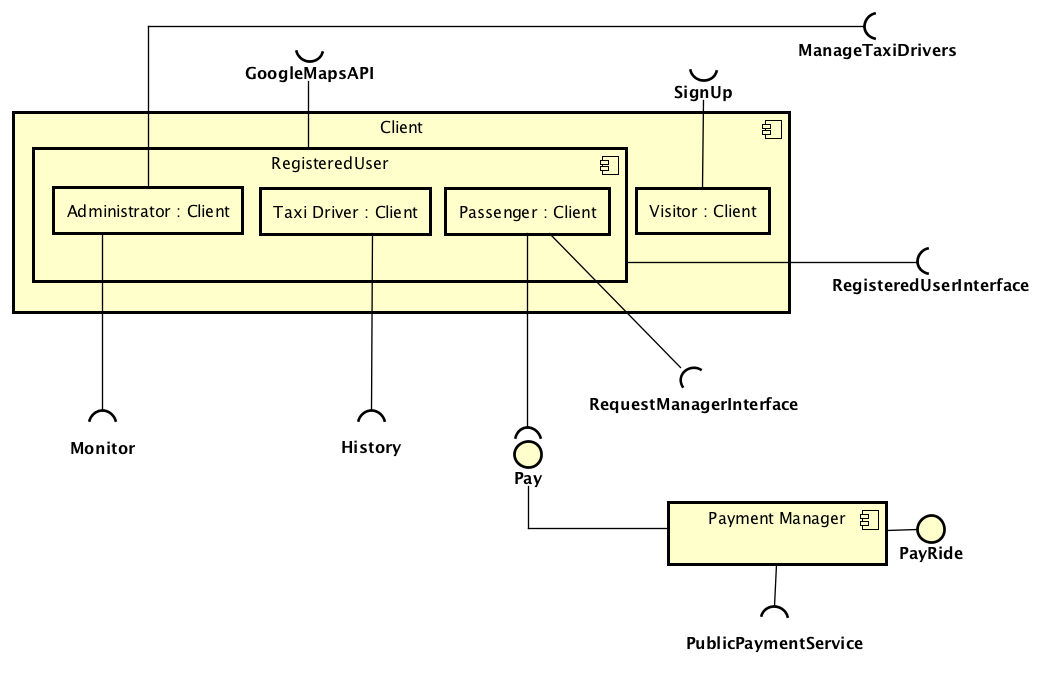 ManageTaxiDrivers
GoogleMapsAPI
SignUp
Client
RegisteredUser
Administrator : Client
Taxi Driver : Client
Passenger : Client
Visitor : Client
RegisteredUserInterface
RequestManagerInterface
Monitor
History
Pay
Payment Manager
PayRide
PublicPaymentService